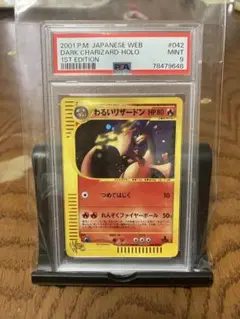 2001 P.M. JAPANESE WEB #042
DARK CHARIZARD-HOLO MINT
1ST EDITION 9
PSA 78479648
わるいリザードン HP80
つめではじく 10
れんぞくファイヤーボール 50×